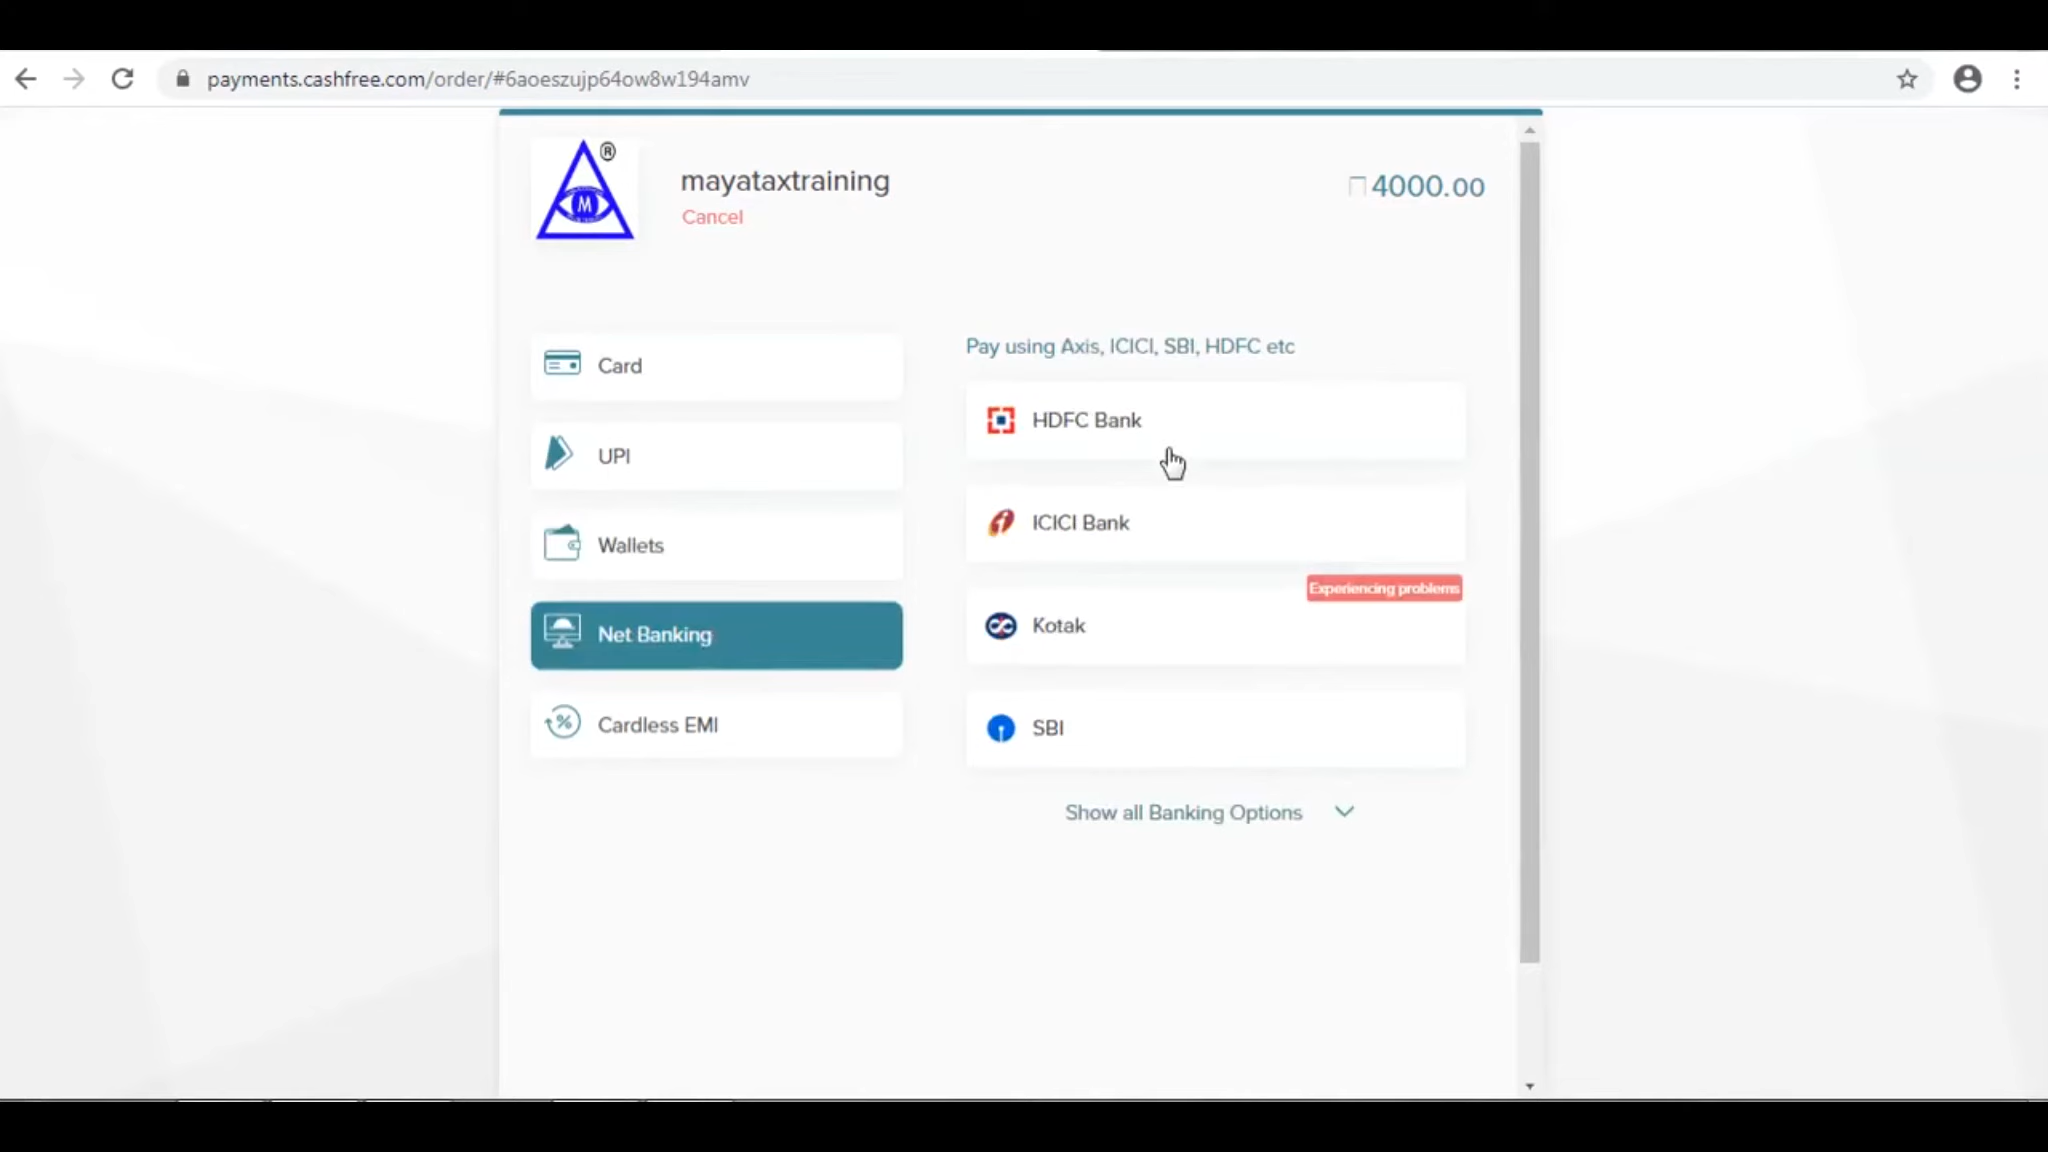 payments.cashfree.com/order/#6aoeszujp64ow8w194amv
®
M
mayataxtraining
4000.00
Cancel
Card
UPI
Wallets
Net Banking
Cardless EMI
Pay using Axis, ICICI, SBI, HDFC etc
HDFC Bank
ICICI Bank
Experiencing problems
Kotak
SBI
Show all Banking Options